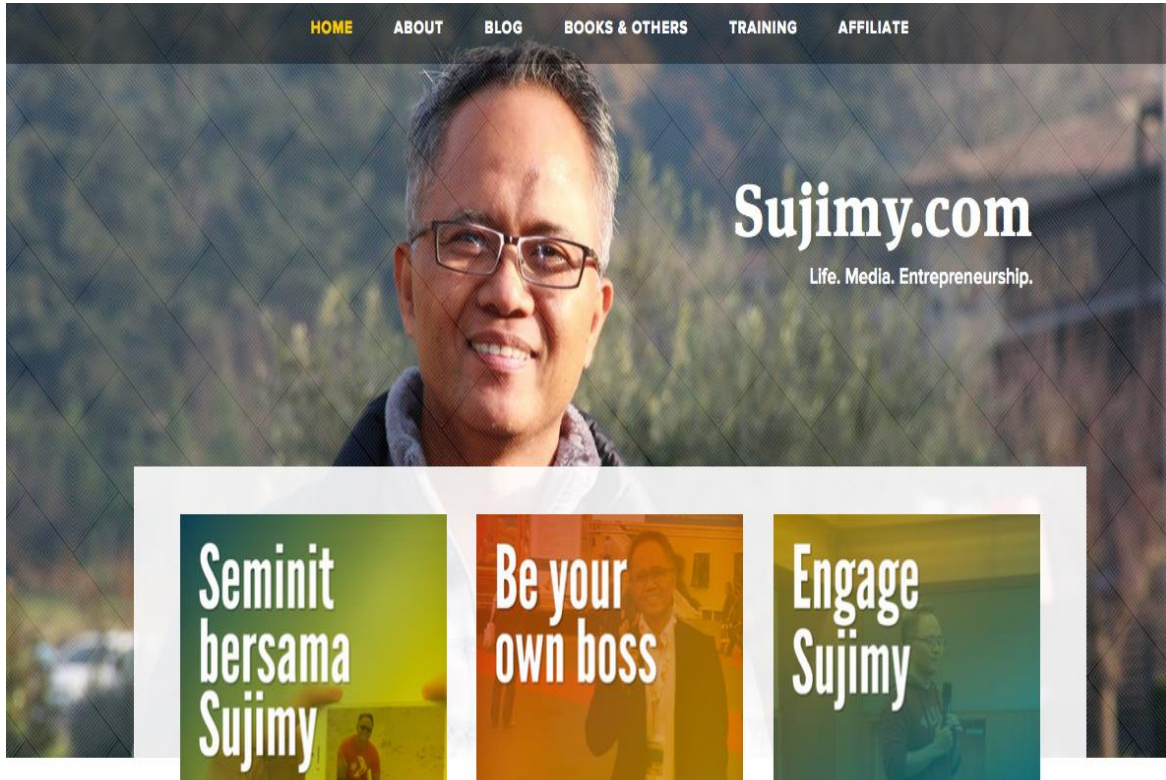 HOME ABOUT BLOG BOOKS & OTHERS TRAINING AFFILIATE
Sujimy.com
Life. Media. Entrepreneurship.
Seminit
bersama
Sujimy
Be your
own boss
Engage
Sujimy